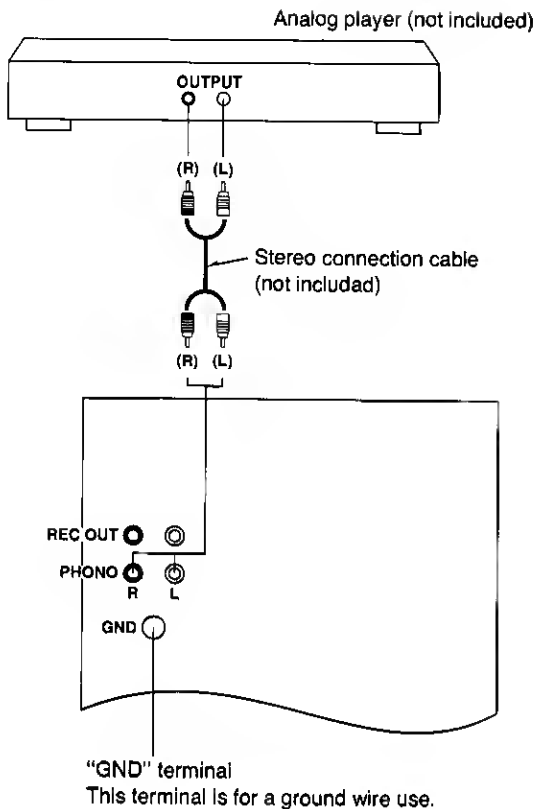 Analog player (not included)
OUTPUT
(R) (L)
Stereo connection cable
(not includad)
(R) (L)
REC OUT
PHONO
R L
GND
"GND" terminal
This terminal is for a ground wire use.